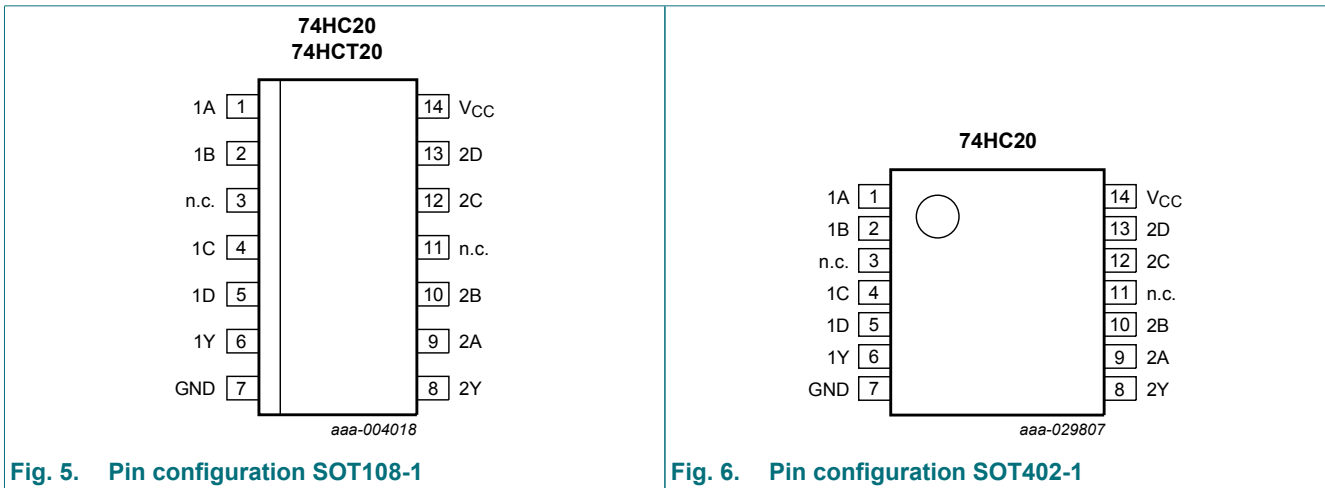 74HC20
74HCT20
1A 1 14 VCC
1B 2 13 2D
n.c. 3 12 2C
1C 4 11 n.c.
1D 5 10 2B
1Y 6 9 2A
GND 7 8 2Y
aaa-004018
Fig. 5. Pin configuration SOT108-1
74HC20
1A 1 14 VCC
1B 2 13 2D
n.c. 3 12 2C
1C 4 11 n.c.
1D 5 10 2B
1Y 6 9 2A
GND 7 8 2Y
aaa-029807
Fig. 6. Pin configuration SOT402-1